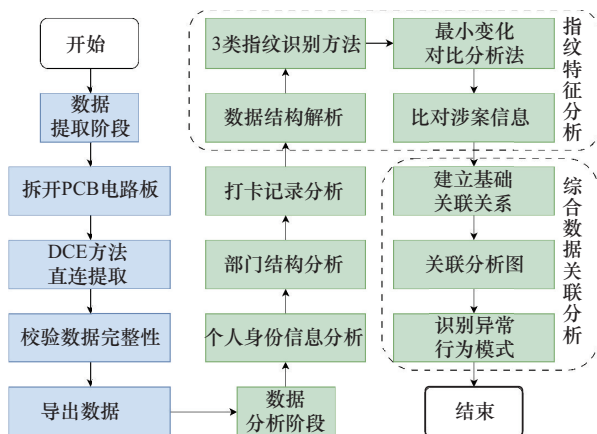 开始
数据
提取阶段
拆开PCB电路板
DCE方法
直连提取
校验数据完整性
导出数据
数据
分析阶段
个人身份信息分析
部门结构分析
打卡记录分析
数据结构解析
3类指纹识别方法
最小变化
对比分析法
比对涉案信息
指纹特征分析
建立基础
关联关系
关联分析图
识别异常
行为模式
综合数据关联分析
结束